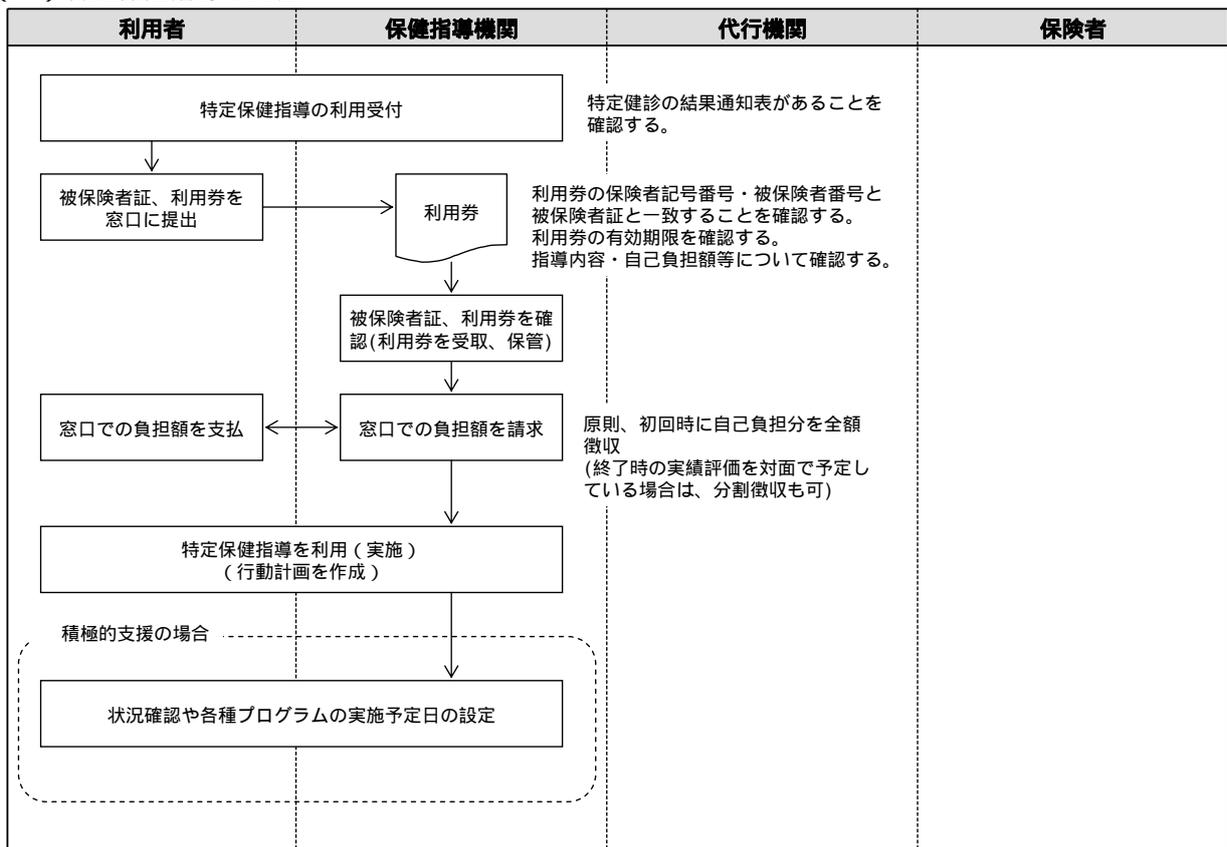 利用者
保健指導機関
代行機関
保険者
特定保健指導の利用受付
特定健診の結果通知表があることを
確認する。
被保険者証、利用券を
窓口に提出
利用券
利用券の保険者記号番号・被保険者番号と
被保険者証と一致することを確認する。
利用券の有効期限を確認する。
指導内容・自己負担額等について確認する。
被保険者証、利用券を確
認(利用券を受取、保管)
窓口での負担額を支払
窓口での負担額を請求
原則、初回時に自己負担分を全額
徴収
(終了時の実績評価を対面で予定し
ている場合は、分割徴収も可)
特定保健指導を利用(実施)
(行動計画を作成)
積極的支援の場合
状況確認や各種プログラムの実施予定日の設定